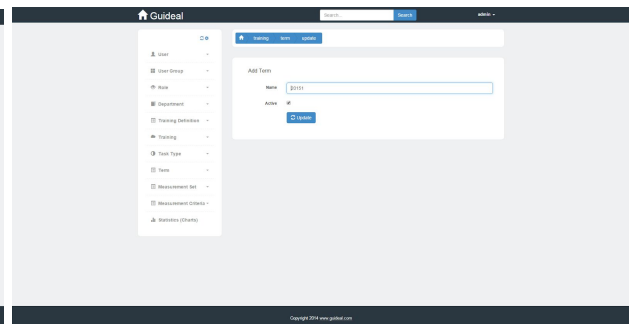 Guideal
Search..
Search
admin
training term update
User
User Group
Role
Department
Training Definition
Training
Task Type
Term
Measurement Set
Measurement Criteria
Statistics (Charts)
Add Term
Name
Active
Update
Copyright 2014 www.guideal.com